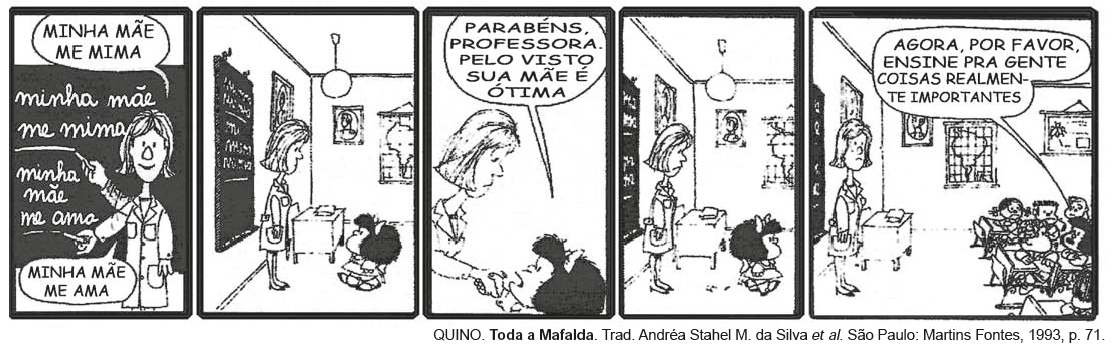 MINHA MÃE
ME MIMA
minha mãe
me mima
minha
mãe
me ama
MINHA MÃE
ME AMA
PARABÉNS,
PROFESSORA.
PELO VISTO
SUA MÃE É
ÓTIMA
AGORA, POR FAVOR,
ENSINE PRA GENTE
COISAS REALMEN-
TE IMPORTANTES
QUINO. Toda a Mafalda. Trad. Andréa Stahel M. da Silva et al. São Paulo: Martins Fontes, 1993, p. 71.